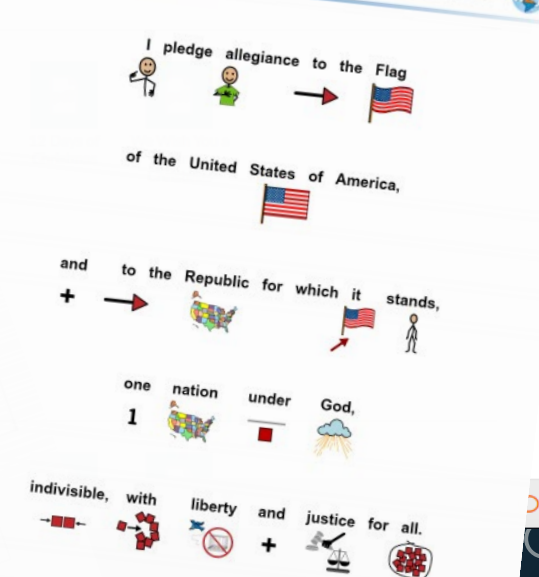 I pledge allegiance to the Flag
of the United States of America,
and to the Republic for which it stands,
one nation under God,
1
indivisible, with liberty and justice for all.